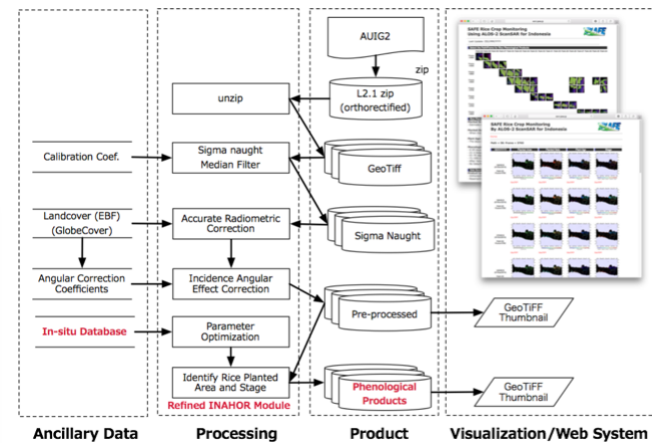 AUIG2
zip
L2.1 zip
(orthorectified)
unzip
Calibration Coef.
Sigma naught
Median Filter
GeoTiff
Landcover (EBF)
(GlobeCover)
Accurate Radiometric
Correction
Sigma Naught
Angular Correction
Coefficients
Incidence Angular
Effect Correction
Pre-processed
GeoTiFF
Thumbnail
In-situ Database
Parameter
Optimization
Identify Rice Planted
Area and Stage
Refined INAHOR Module
Phenological
Products
GeoTiFF
Thumbnail
SAFE Rice Crop Monitoring
Using ALOS-2 ScanSAR for Indonesia
SAFE
SAFE Rice Crop Monitoring
By ALOS-2 ScanSAR for Indonesia
SAFE
Ancillary Data
Processing
Product
Visualization/Web System